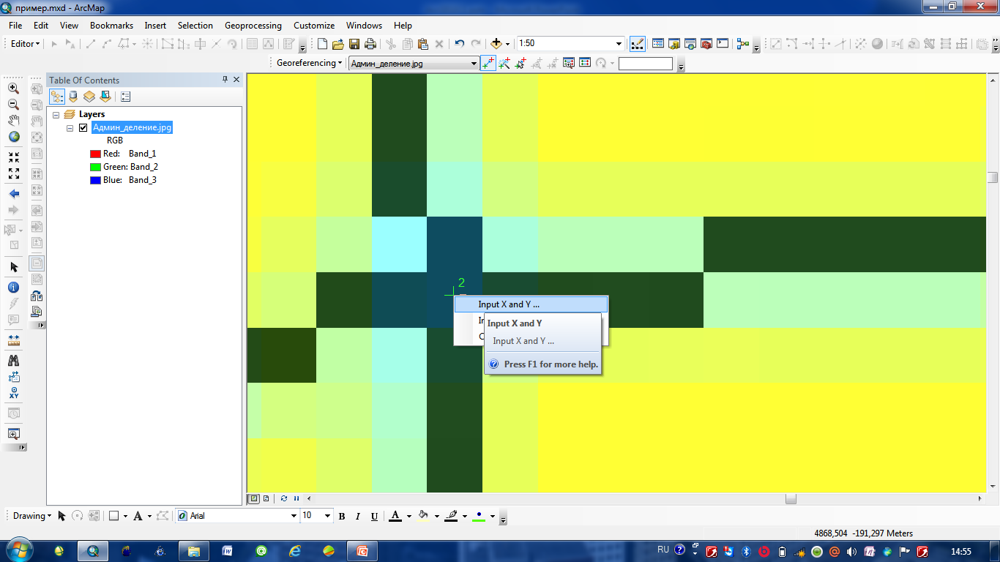 пример.mxd - ArcMap
File Edit View Bookmarks Insert Selection Geoprocessing Customize Windows Help
Editor 1:50
Georeferencing Админ_деление.jpg
Table Of Contents
Layers
Админ_деление.jpg
RGB
Red: Band_1
Green: Band_2
Blue: Band_3
2
Input X and Y ...
Input X and Y
Input X and Y ...
Press F1 for more help.
XY
Drawing A Arial 10 B I U A
4868,504 -191,297 Meters
RU 14:55